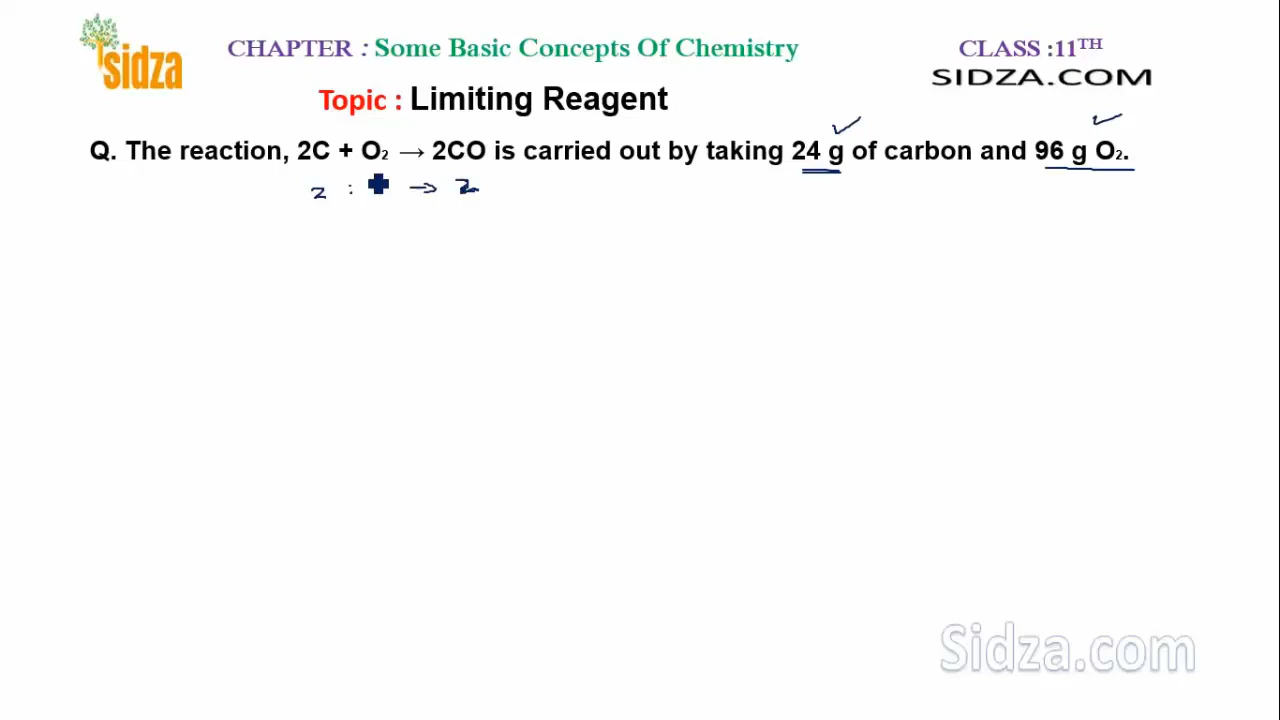 sidza
CHAPTER : Some Basic Concepts Of Chemistry
CLASS :11TH
SIDZA.COM
Topic : Limiting Reagent
Q. The reaction, 2C + O₂ → 2CO is carried out by taking 24 g of carbon and 96 g O₂.
2 : → 2
Sidza.com